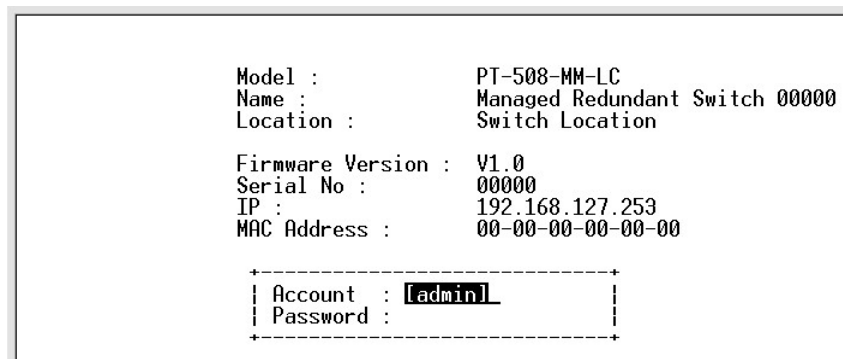 Model : PT-508-MM-LC
Name : Managed Redundant Switch 00000
Location : Switch Location
Firmware Version : V1.0
Serial No : 00000
IP : 192.168.127.253
MAC Address : 00-00-00-00-00-00
+-----------------------------+
| Account : [admin]_ |
| Password : |
+-----------------------------+